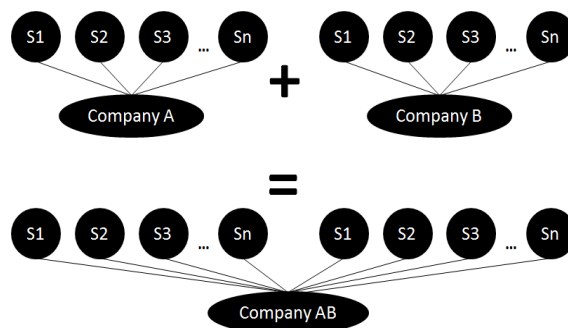 S1 S2 S3 ... Sn S1 S2 S3 ... Sn
+
Company A Company B
=
S1 S2 S3 ... Sn S1 S2 S3 ... Sn
Company AB